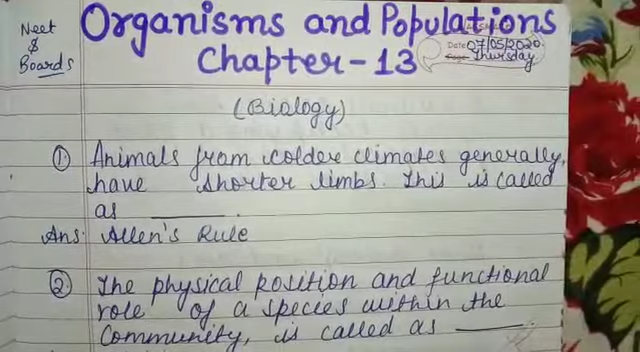 Neet
&
Boards
Organisms and Populations
Chapter-13
Date 07/05/2020
Thursday
(Biology)
① Animals from colder climates generally,
have shorter limbs. This is called
as ______.
Ans: Allen's Rule
② The physical position and functional
role of a species within the
Community, is called as ______.